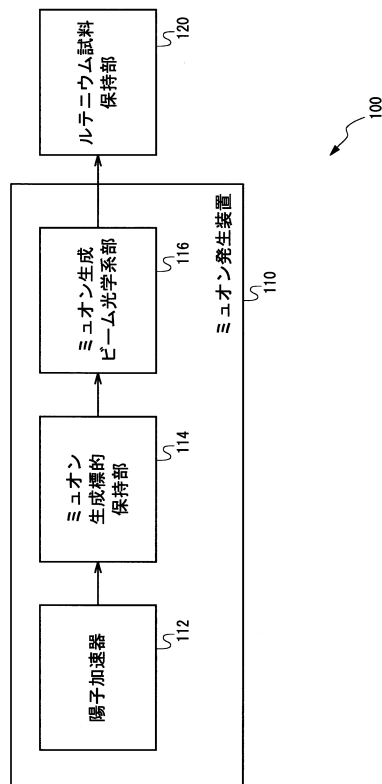 陽子加速器
112
ミュオン
生成標的
保持部
114
ミュオン生成
ビーム光学系部
116
ミュオン発生装置
110
ルテニウム試料
保持部
120
100